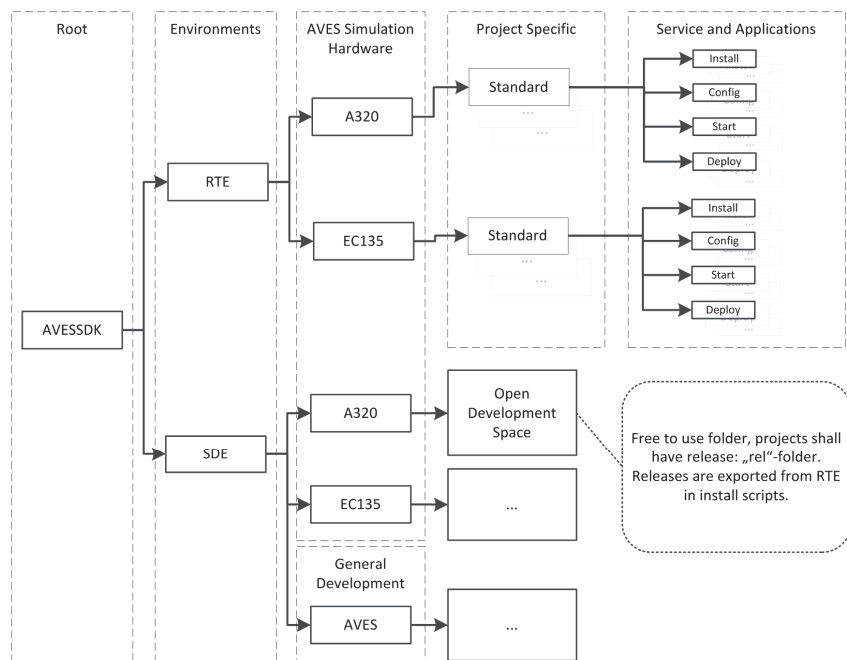 Root
Environments
AVES Simulation
Hardware
Project Specific
Service and Applications
AVESSDK
RTE
SDE
A320
EC135
A320
EC135
General
Development
AVES
Standard
...
...
Standard
...
...
Open
Development
Space
...
...
Install
...
Config
...
Start
...
Deploy
...
Install
...
Config
...
Start
...
Deploy
...
Free to use folder, projects shall
have release: „rel“-folder.
Releases are exported from RTE
in install scripts.